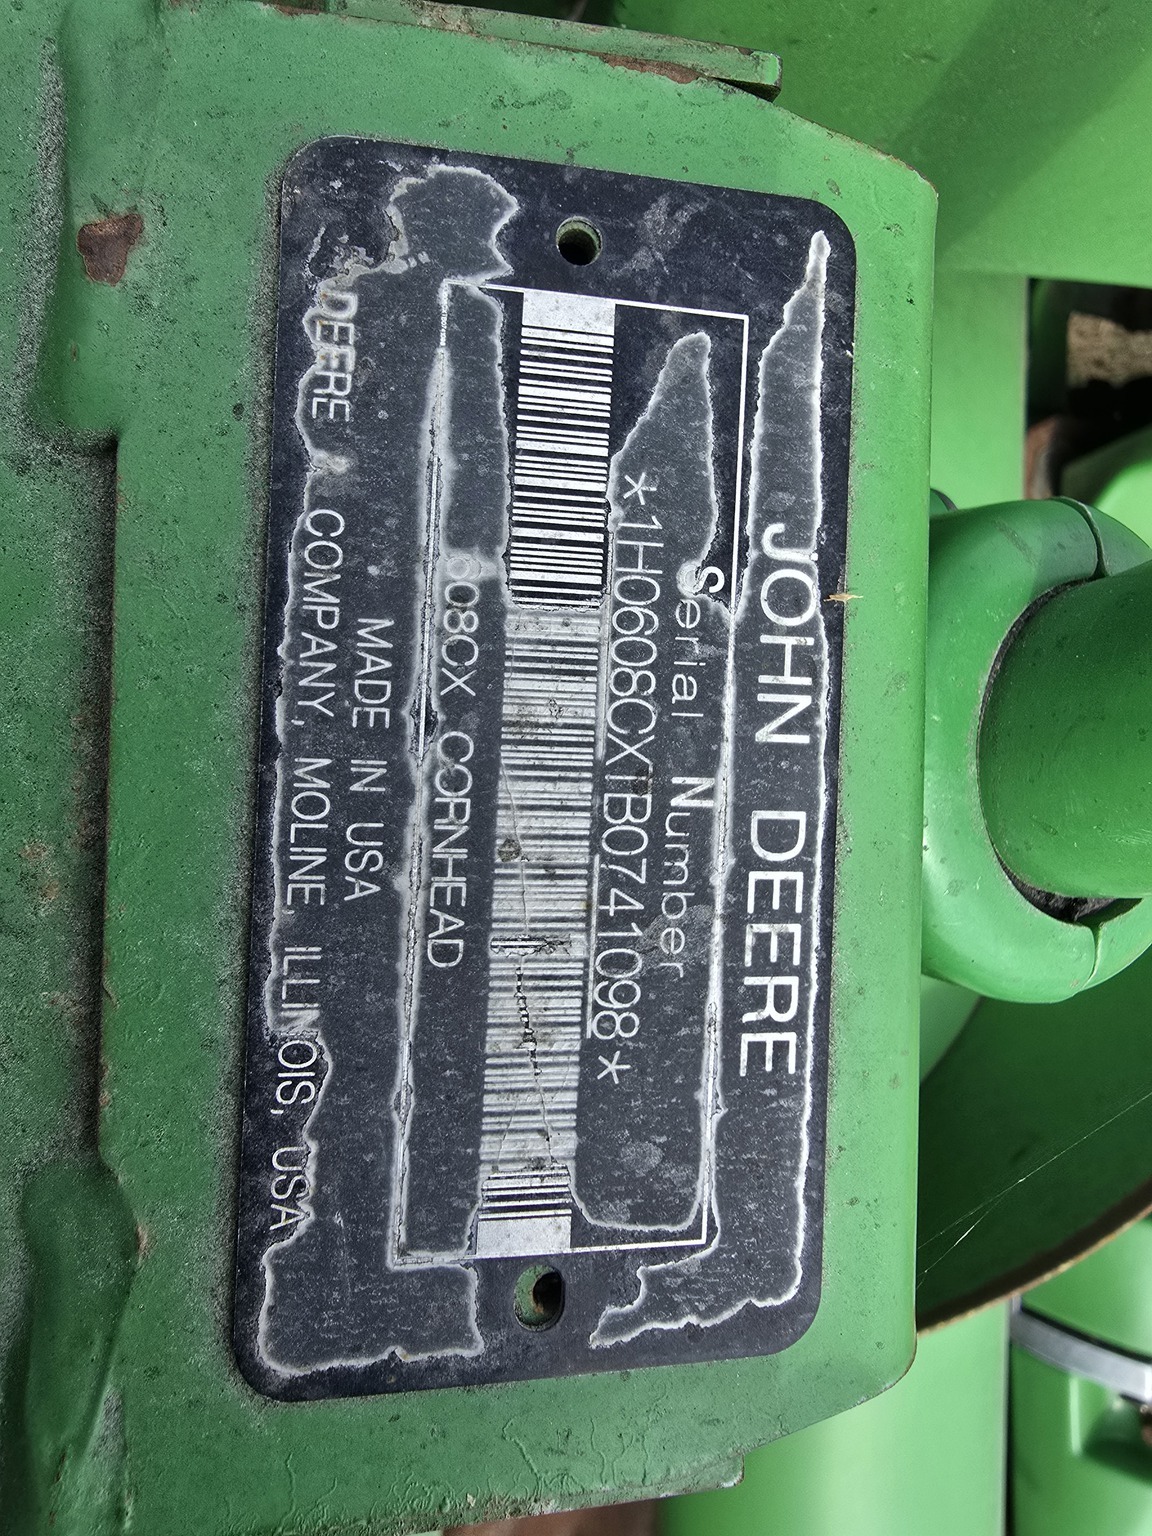 JOHN DEERE
Serial Number
*1H0608CXTB0741098*
608CX CORNHEAD
MADE IN USA
DEERE & COMPANY, MOLINE, ILLINOIS, USA